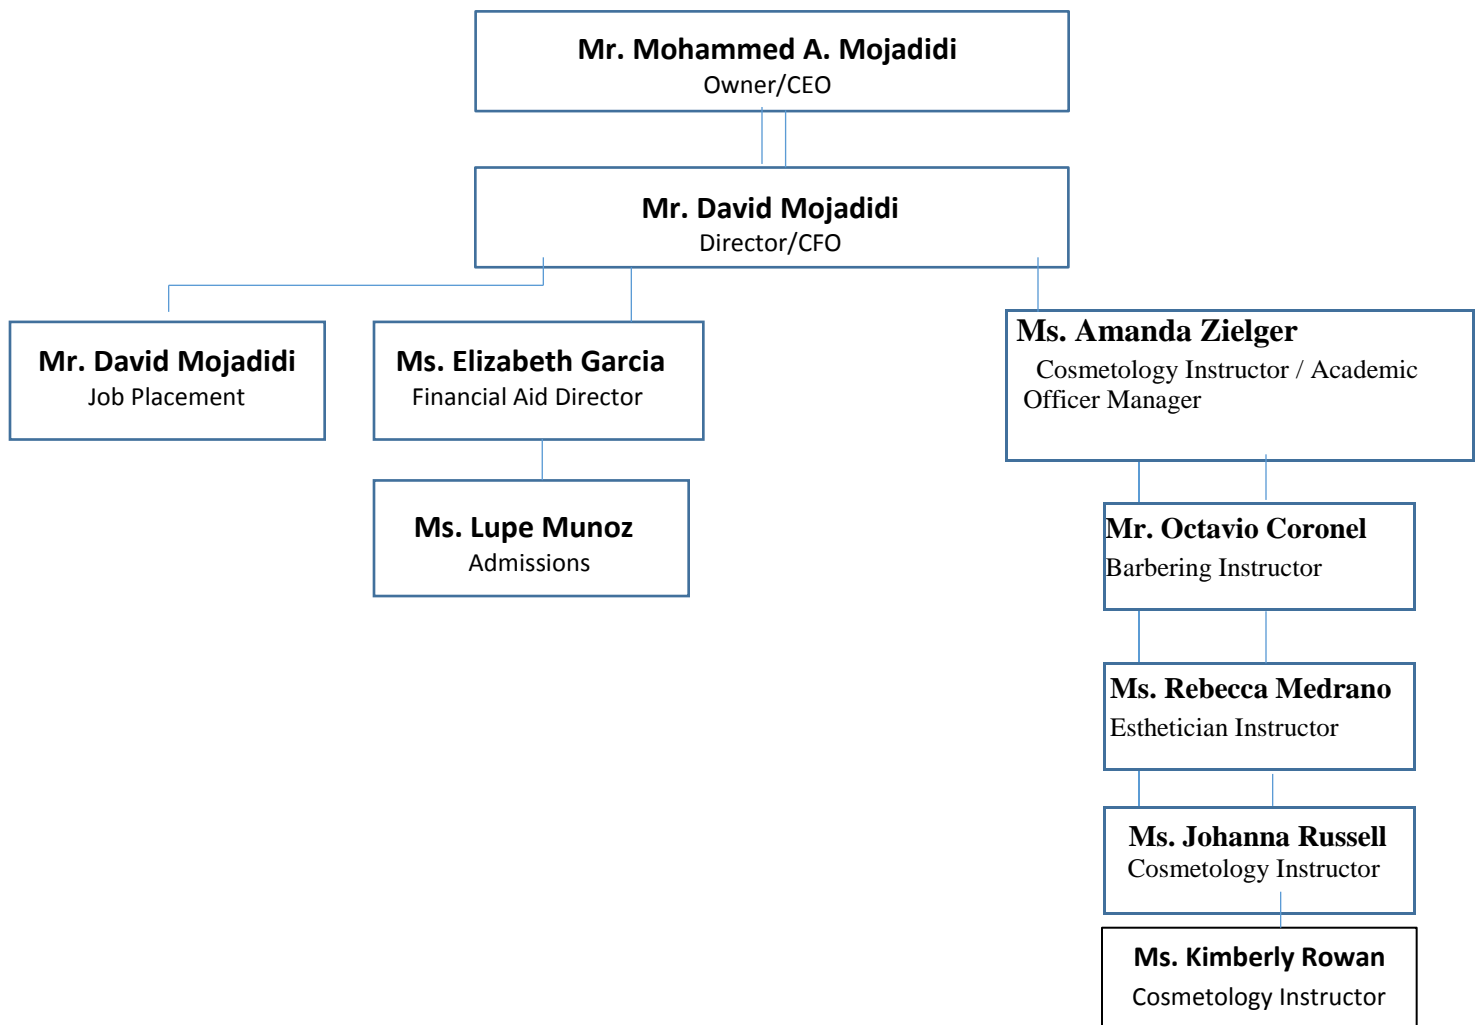 Mr. Mohammed A. Mojadidi
Owner/CEO
Mr. David Mojadidi
Director/CFO
Mr. David Mojadidi
Job Placement
Ms. Elizabeth Garcia
Financial Aid Director
Ms. Amanda Zielger
Cosmetology Instructor / Academic
Officer Manager
Ms. Lupe Munoz
Admissions
Mr. Octavio Coronel
Barbering Instructor
Ms. Rebecca Medrano
Esthetician Instructor
Ms. Johanna Russell
Cosmetology Instructor
Ms. Kimberly Rowan
Cosmetology Instructor